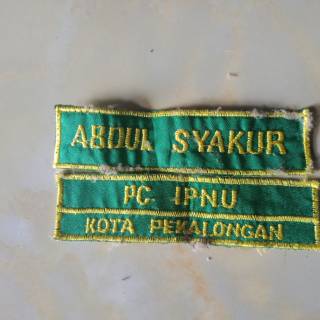 ABDUL SYAKUR
PC IPNU
KOTA PEKALONGAN